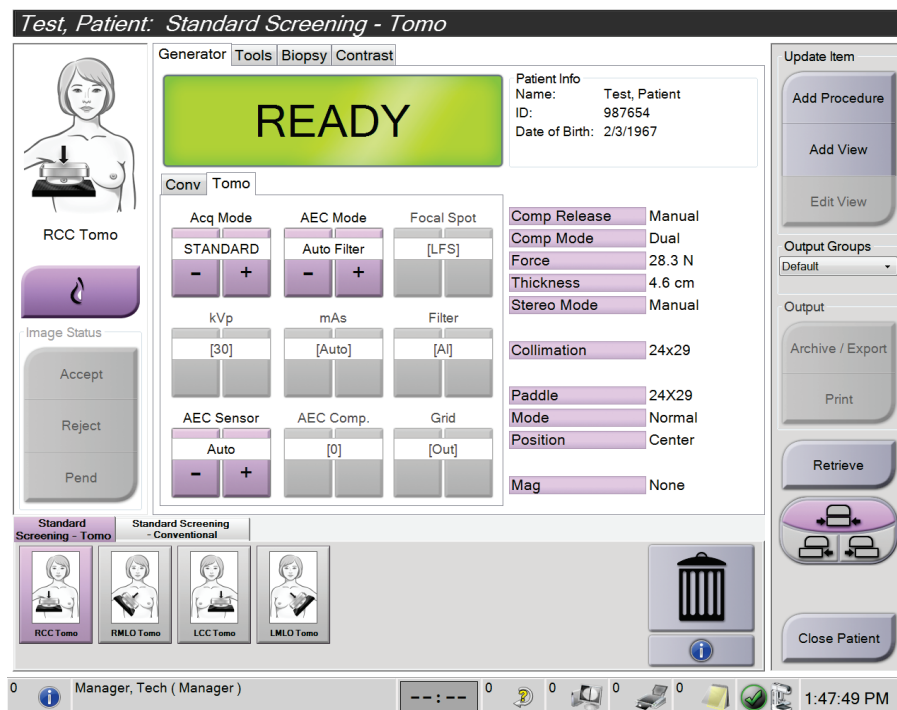 Test, Patient: Standard Screening - Tomo
Generator Tools Biopsy Contrast
READY
Patient Info
Name: Test, Patient
ID: 987654
Date of Birth: 2/3/1967
RCC Tomo
Conv Tomo
Acq Mode AEC Mode Focal Spot
STANDARD Auto Filter [LFS]
- + - +
kVp mAs Filter
[30] [Auto] [Al]
AEC Sensor AEC Comp. Grid
Auto [0] [Out]
- +
Comp Release Manual
Comp Mode Dual
Force 28.3 N
Thickness 4.6 cm
Stereo Mode Manual
Collimation 24x29
Paddle 24X29
Mode Normal
Position Center
Mag None
Image Status
Accept
Reject
Pend
Update Item
Add Procedure
Add View
Edit View
Output Groups
Default
Output
Archive / Export
Print
Retrieve
Close Patient
Standard
Screening - Tomo
Standard Screening
- Conventional
RCC Tomo RMLO Tomo LCC Tomo LMLO Tomo
0 Manager, Tech ( Manager ) --:-- 0 0 0 0 1:47:49 PM